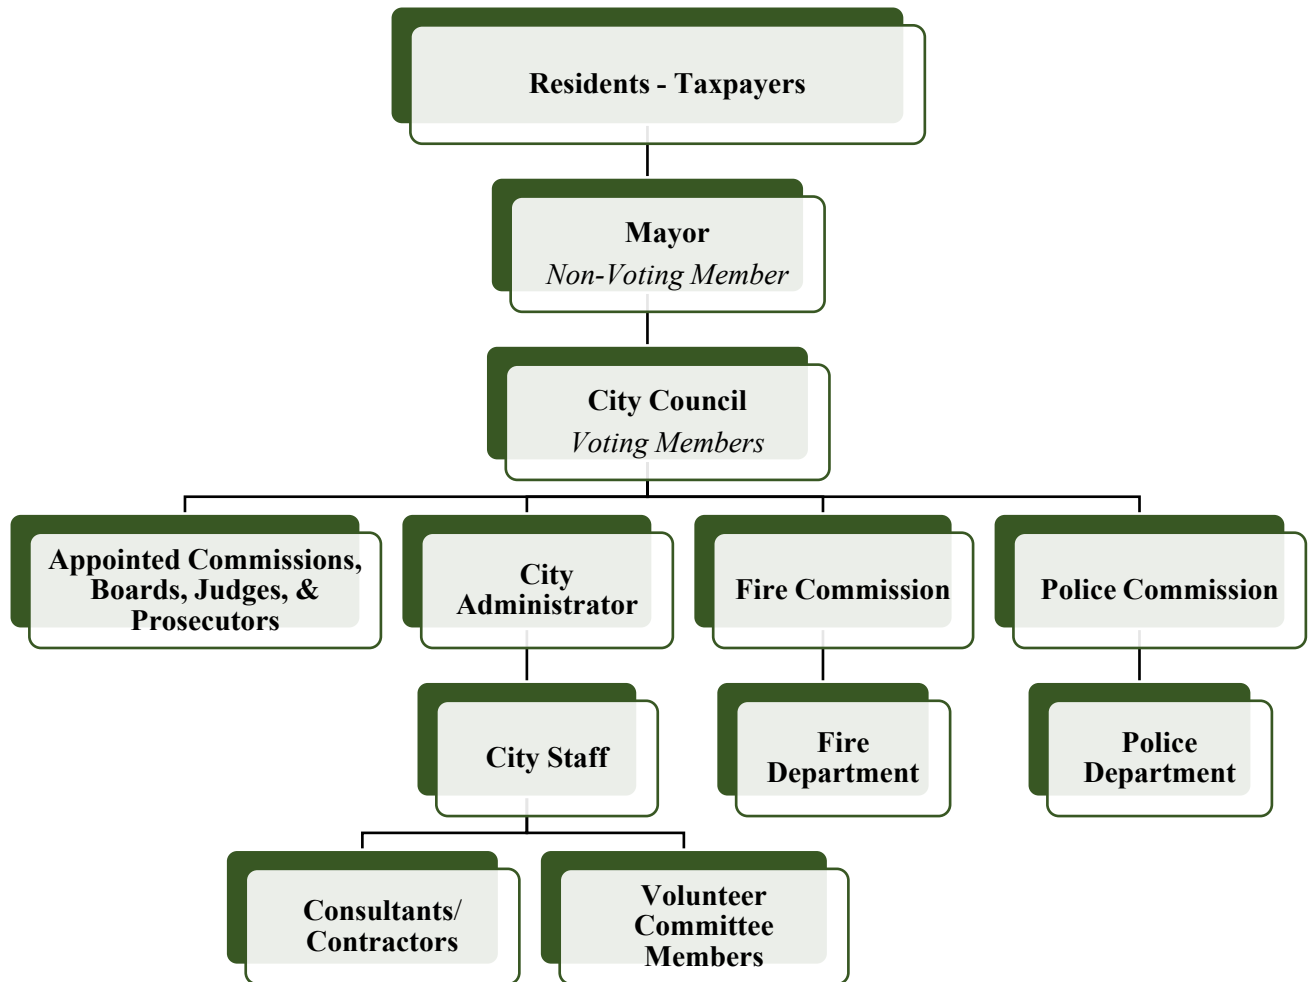 Residents - Taxpayers
Mayor
Non-Voting Member
City Council
Voting Members
Appointed Commissions,
Boards, Judges, &
Prosecutors
City
Administrator
Fire Commission
Police Commission
City Staff
Fire
Department
Police
Department
Consultants/
Contractors
Volunteer
Committee
Members